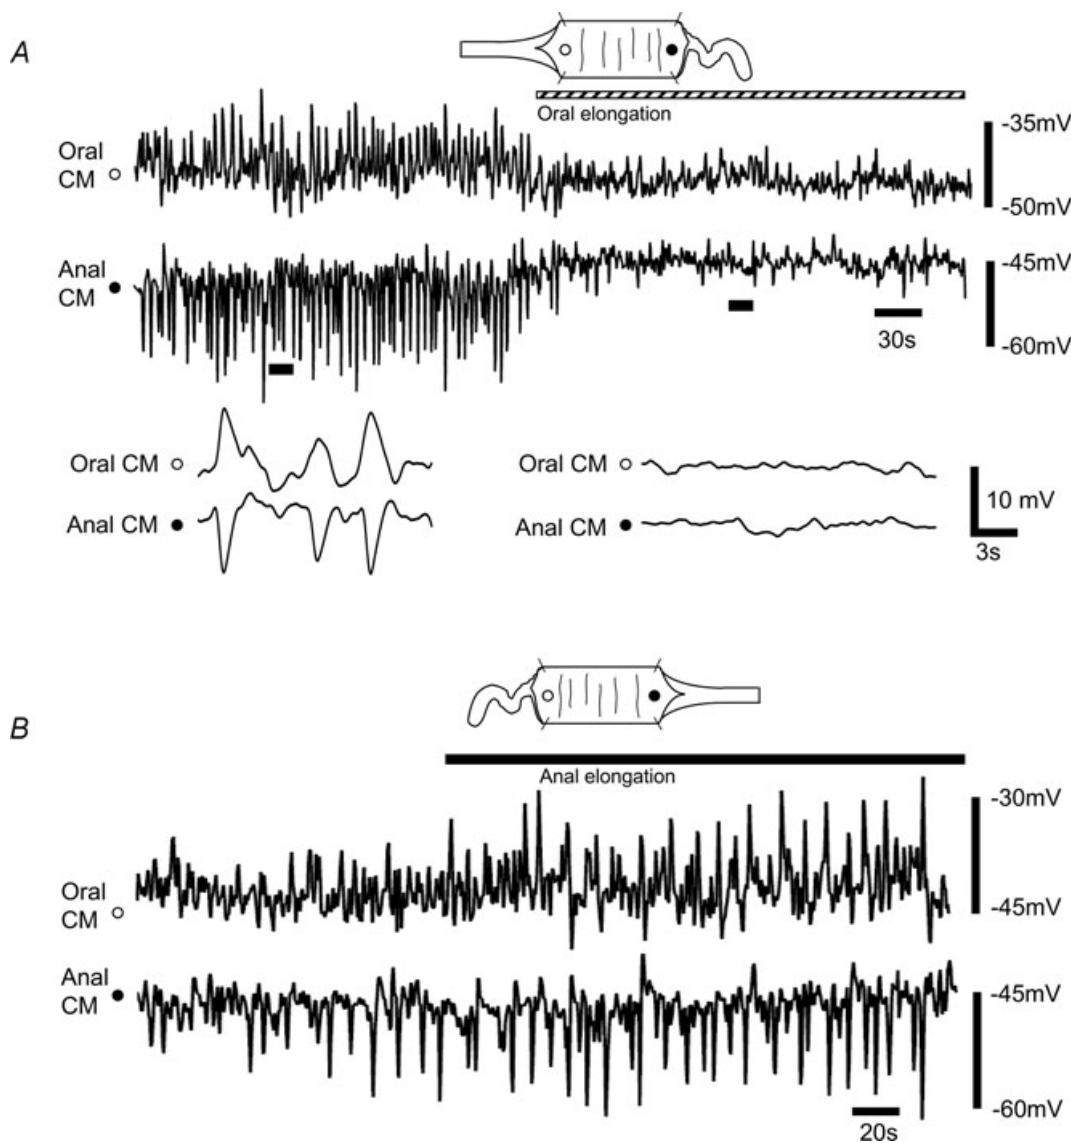 A
Oral elongation
Oral
CM
-35mV
-50mV
Anal
CM
-45mV
-60mV
30s
Oral CM
Anal CM
Oral CM
Anal CM
10 mV
3s
B
Anal elongation
Oral
CM
-30mV
-45mV
Anal
CM
-45mV
-60mV
20s